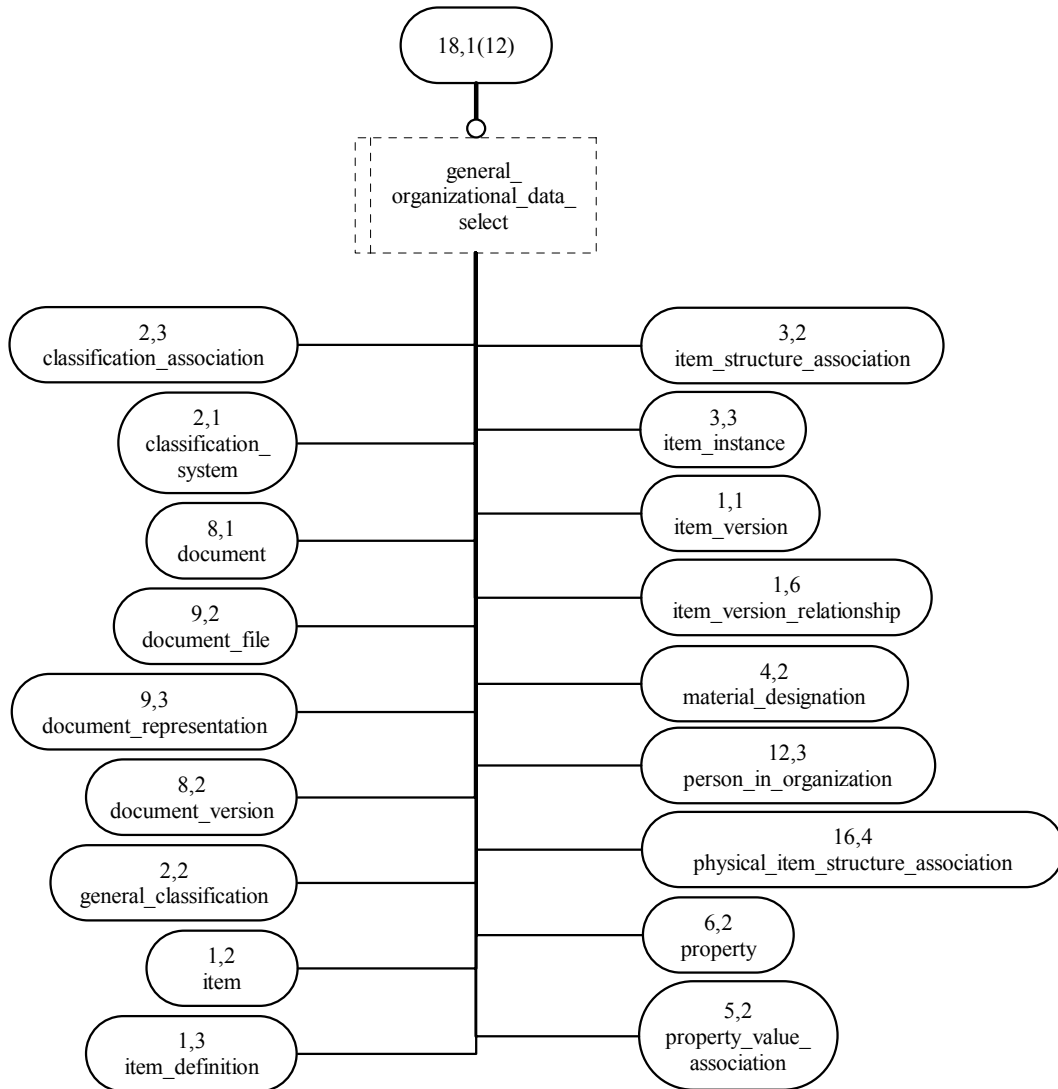 18,1(12)
general_
organizational_data_
select
2,3
classification_association
2,1
classification_
system
8,1
document
9,2
document_file
9,3
document_representation
8,2
document_version
2,2
general_classification
1,2
item
1,3
item_definition
3,2
item_structure_association
3,3
item_instance
1,1
item_version
1,6
item_version_relationship
4,2
material_designation
12,3
person_in_organization
16,4
physical_item_structure_association
6,2
property
5,2
property_value_
association